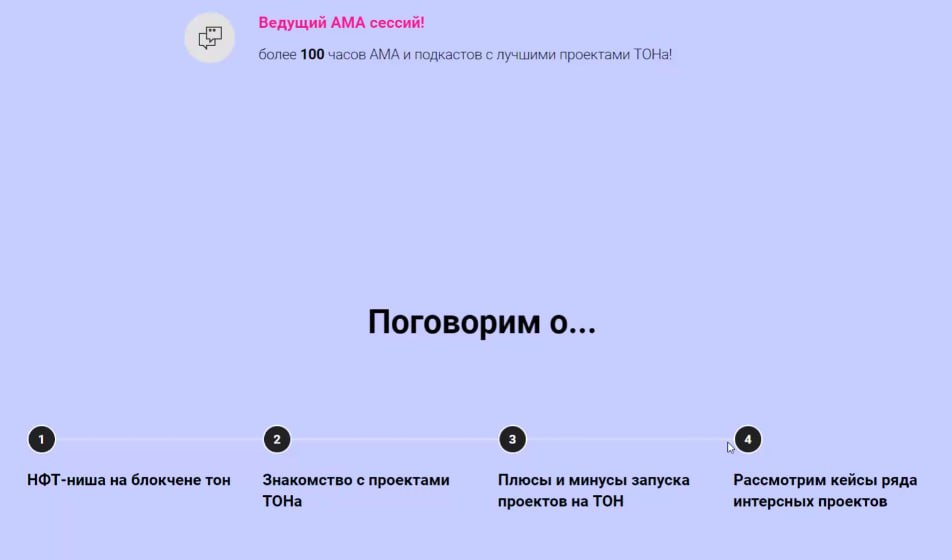 Ведущий АМА сессий!
более 100 часов АМА и подкастов с лучшими проектами ТОНа!
Поговорим о...
1
2
3
4
НФТ-ниша на блокчене тон
Знакомство с проектами
ТОНа
Плюсы и минусы запуска
проектов на ТОН
Рассмотрим кейсы ряда
интерсных проектов